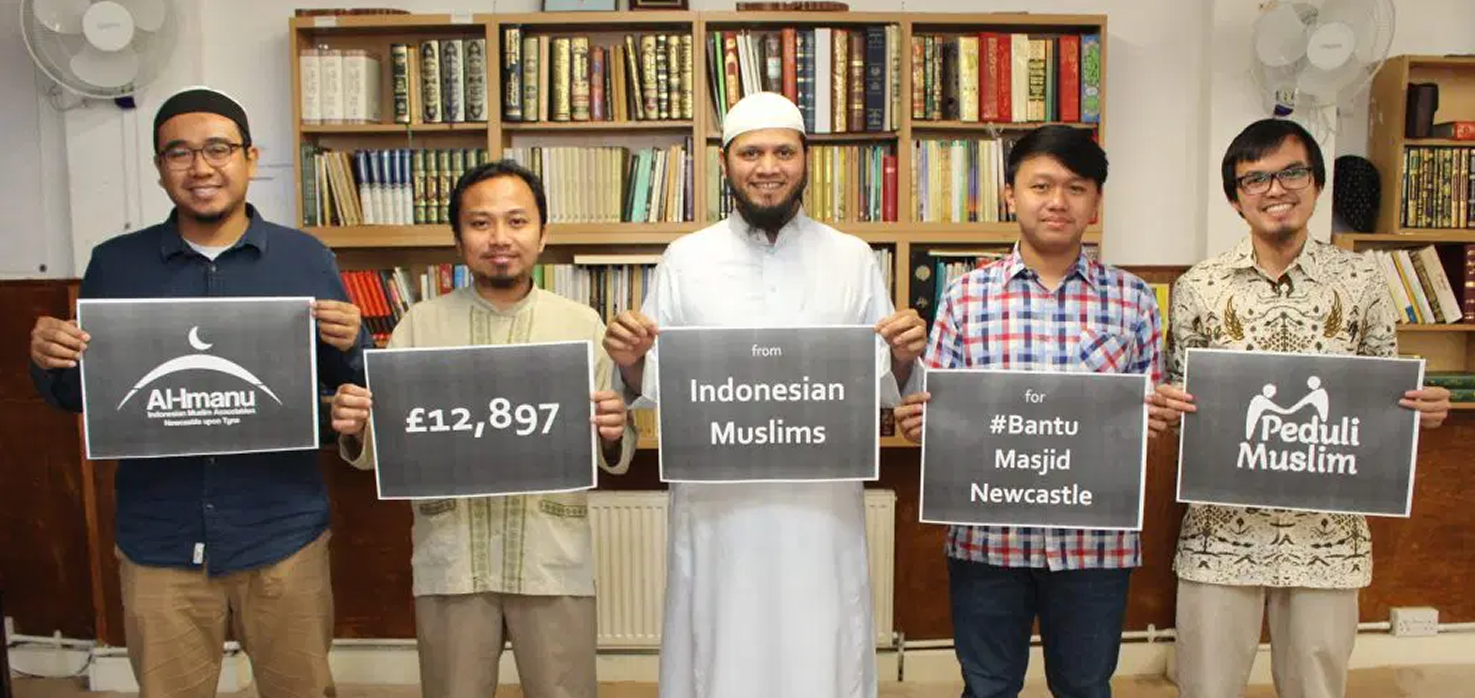 Al-Imanu
Indonesian Muslim Association
Newcastle upon Tyne
£12,897
from
Indonesian
Muslims
for
#Bantu
Masjid
Newcastle
Peduli
Muslim